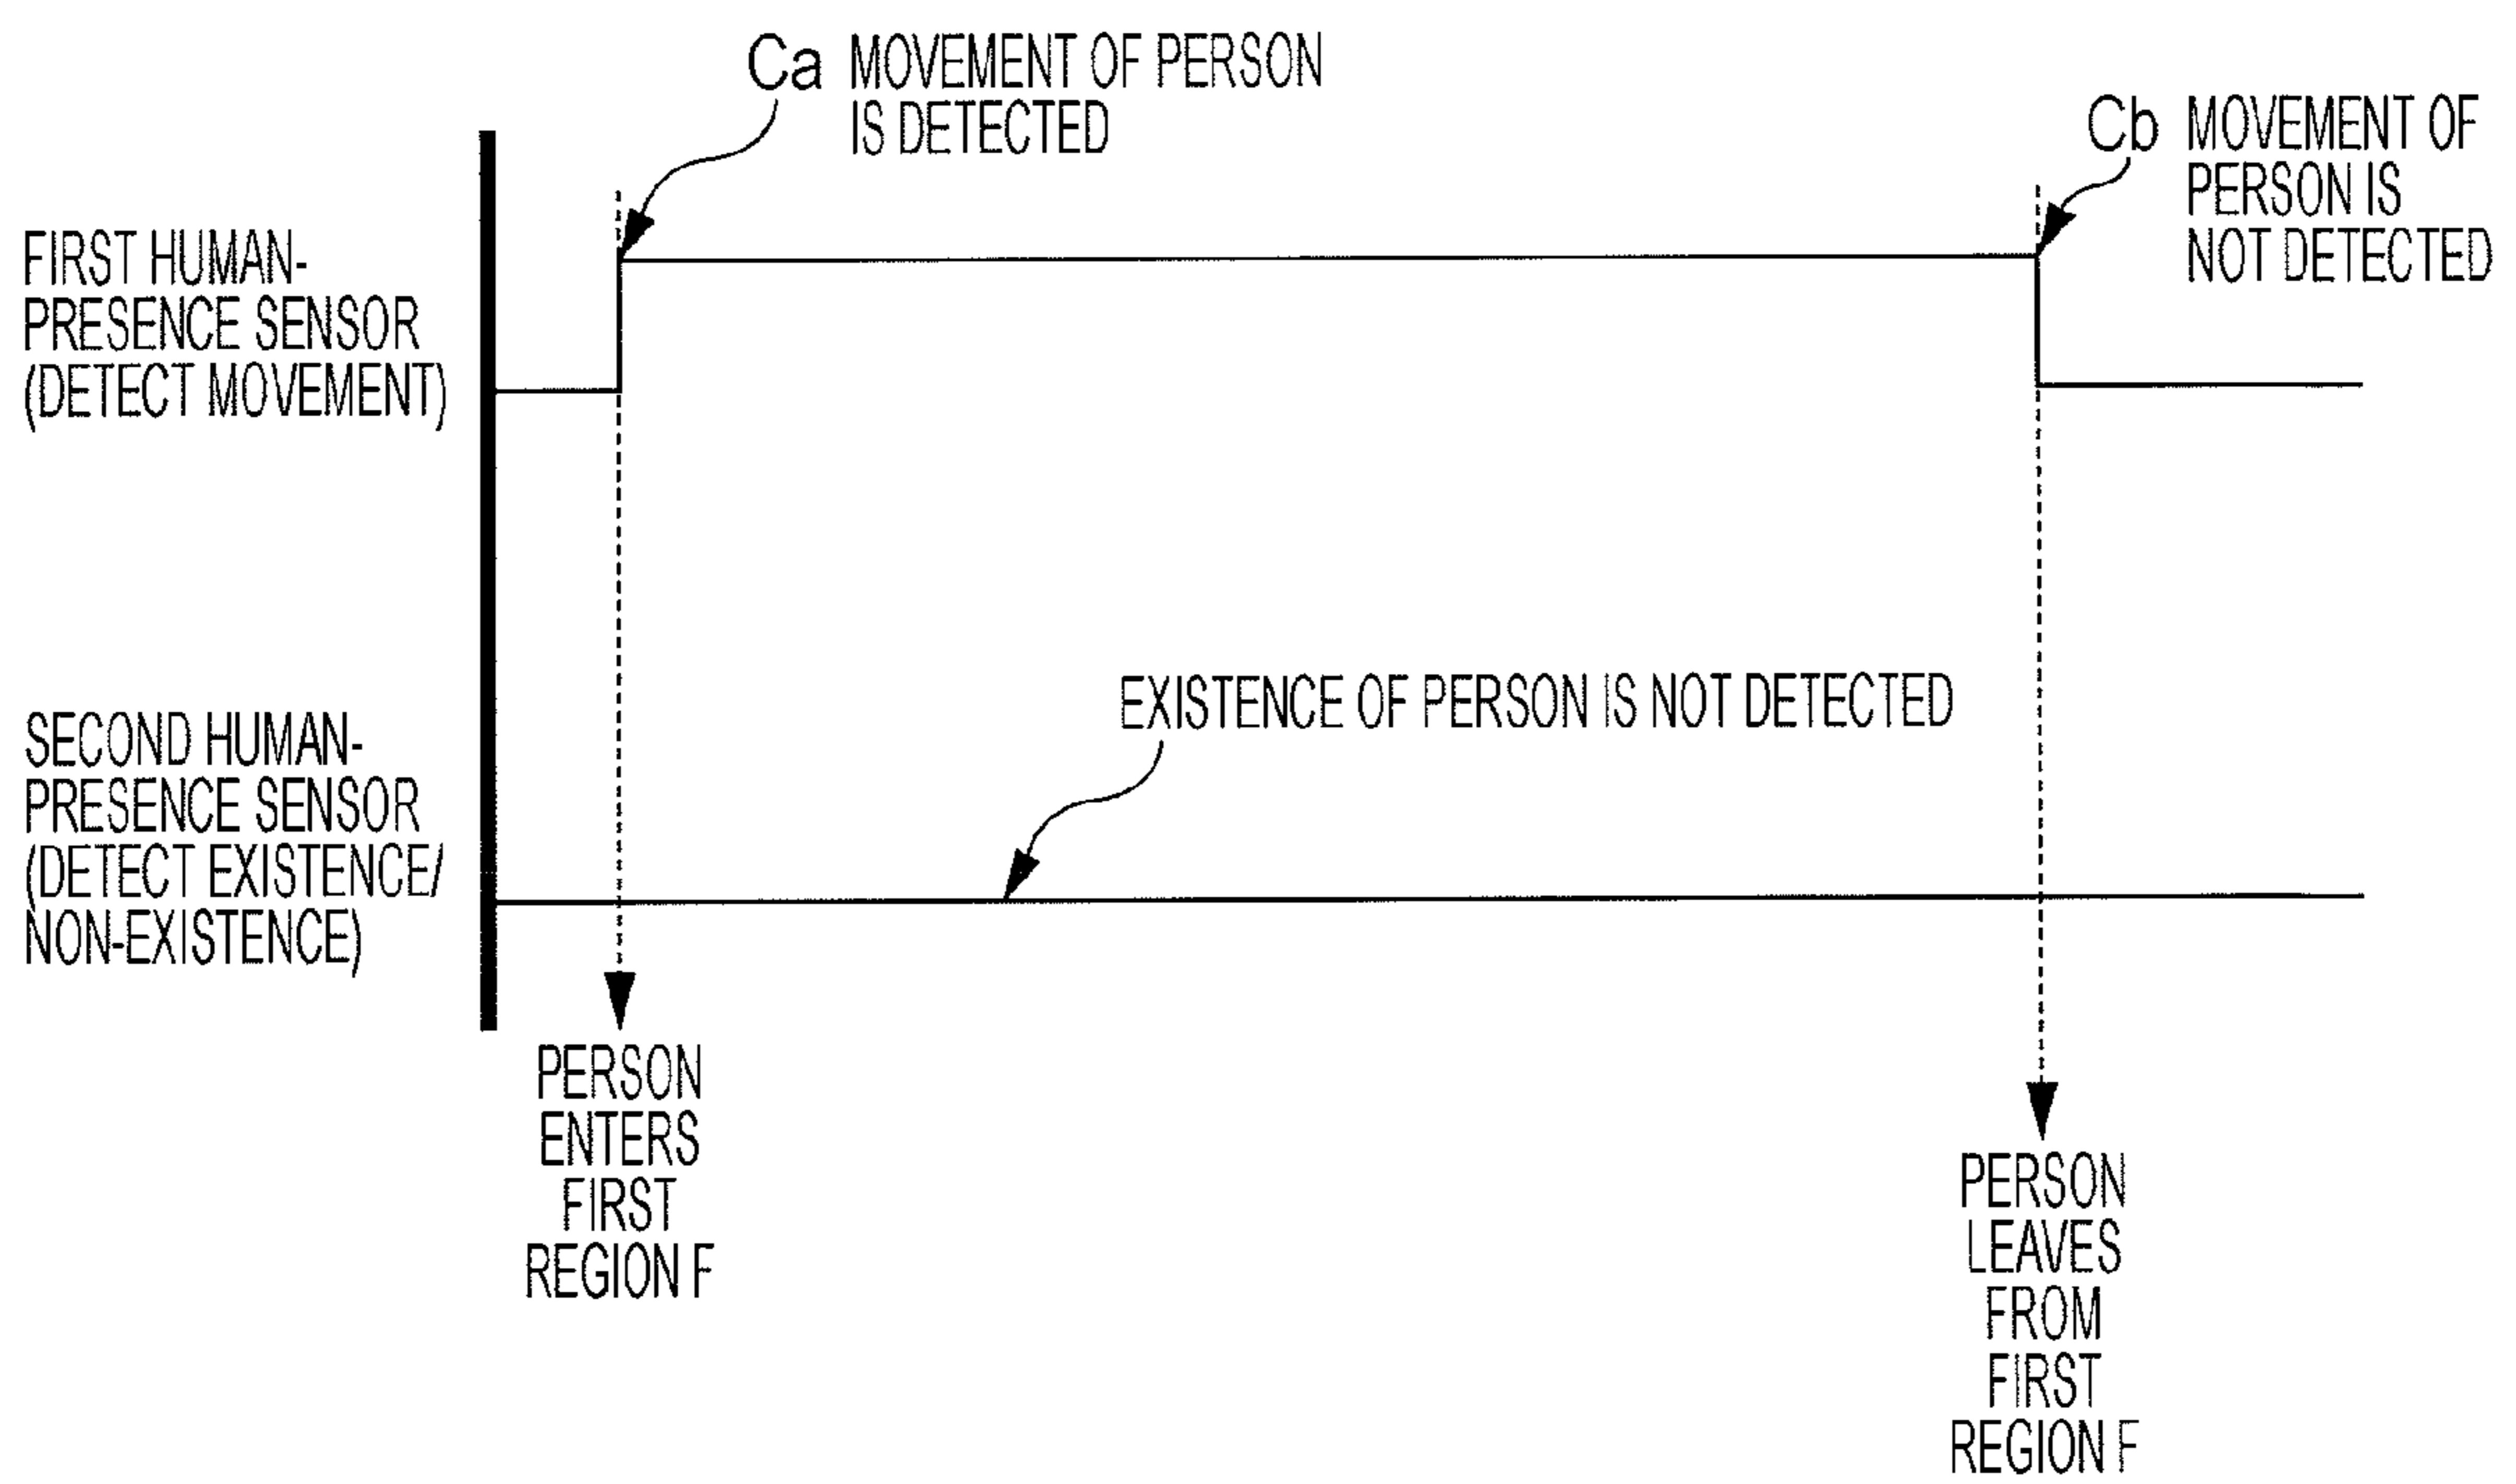 Ca MOVEMENT OF PERSON
IS DETECTED
Cb MOVEMENT OF
PERSON IS
NOT DETECTED
FIRST HUMAN-
PRESENCE SENSOR
(DETECT MOVEMENT)
EXISTENCE OF PERSON IS NOT DETECTED
SECOND HUMAN-
PRESENCE SENSOR
(DETECT EXISTENCE/
NON-EXISTENCE)
PERSON
ENTERS
FIRST
REGION F
PERSON
LEAVES
FROM
FIRST
REGION F